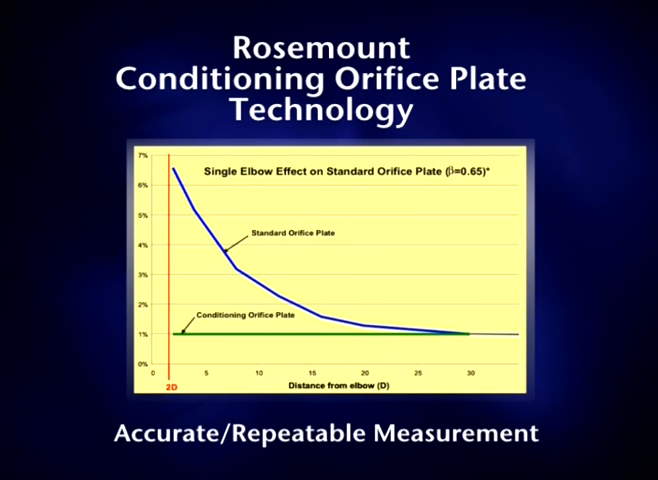 Rosemount
Conditioning Orifice Plate
Technology
Single Elbow Effect on Standard Orifice Plate (β=0.65)*
7%
6%
5%
4%
3%
2%
1%
0%
Standard Orifice Plate
Conditioning Orifice Plate
0 5 10 15 20 25 30
2D
Distance from elbow (D)
Accurate/Repeatable Measurement